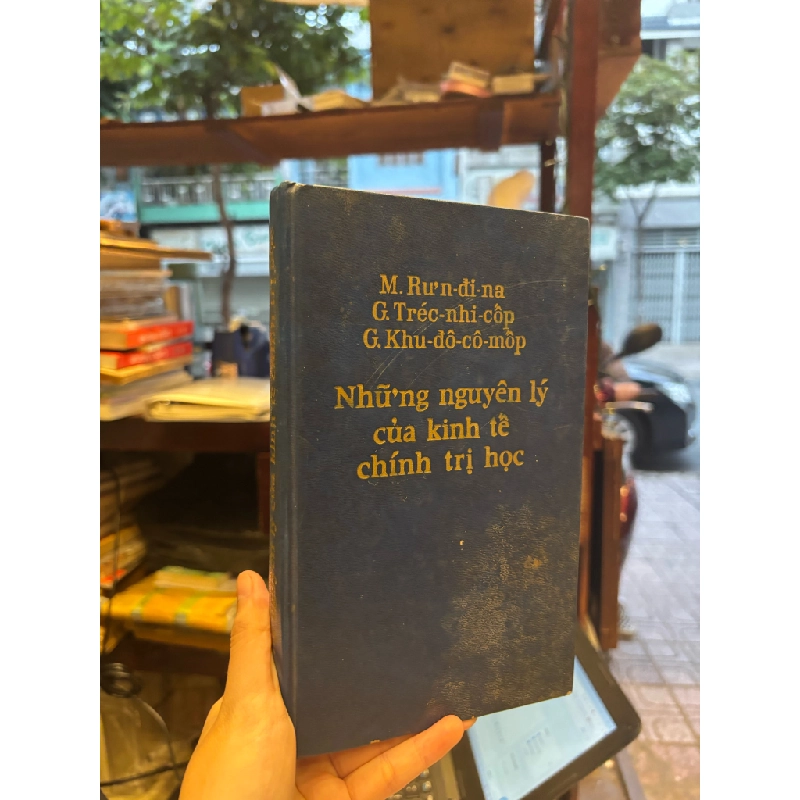 M. Rưn-đi-na
G. Tréc-nhi-cốp
G. Khu-đô-cô-mốp
Những nguyên lý
của kinh tế
chính trị học